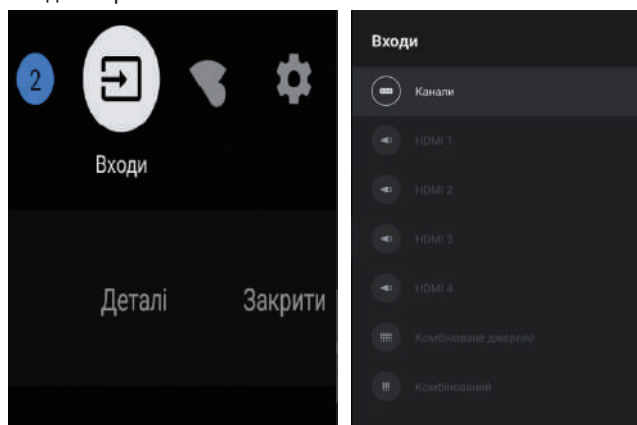 2
Входи
Деталі
Закрити
Входи
Канали
HDMI 1
HDMI 2
HDMI 3
HDMI 4
Комбіноване джерело
Комбінований